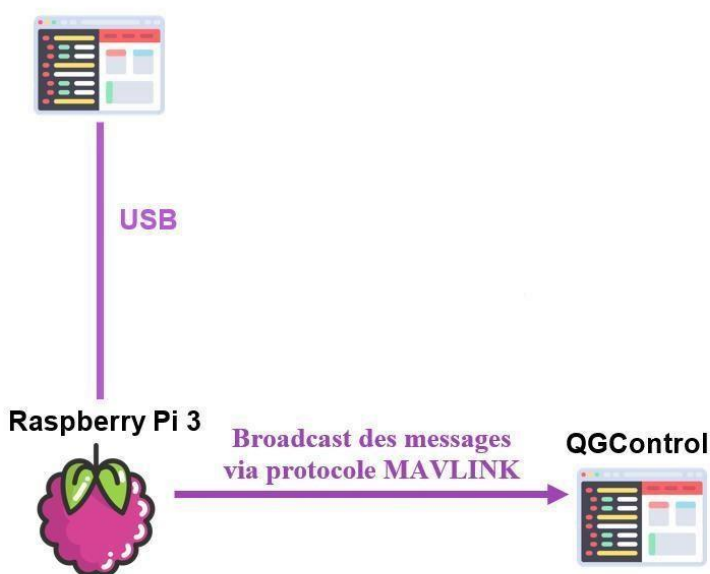 USB
Raspberry Pi 3
Broadcast des messages
via protocole MAVLINK
QGControl